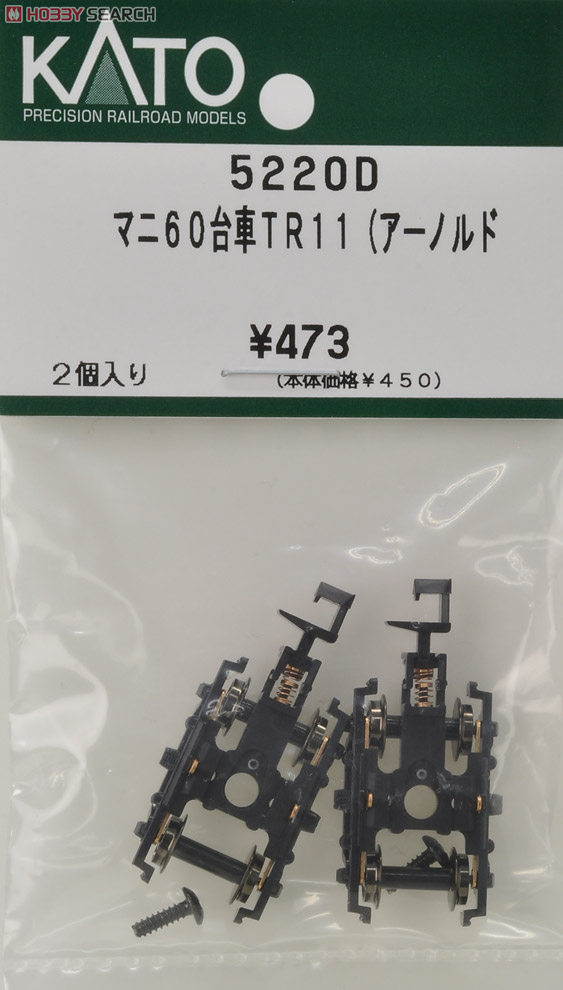 HOBBY SEARCH
KATO
PRECISION RAILROAD MODELS
5220D
マニ60台車TR11(アーノルド
¥473
2個入り
(本体価格¥450)